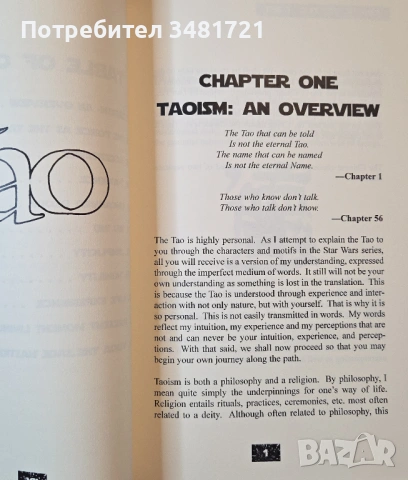 Потребител 3481721
ao
CHAPTER ONE
TAOISM: AN OVERVIEW
The Tao that can be told
Is not the eternal Tao.
The name that can be named
Is not the eternal Name.
—Chapter 1
Those who know don't talk.
Those who talk don't know.
—Chapter 56
The Tao is highly personal. As I attempt to explain the Tao to
you through the characters and motifs in the Star Wars series,
all you will receive is a version of my understanding, expressed
through the imperfect medium of words. It still will not be your
own understanding as something is lost in the translation. This
is because the Tao is understood through experience and inter-
action with not only nature, but with yourself. That is why it is
so personal. This is not easily transmitted in words. My words
reflect my intuition, my experience and my perceptions that are
not and can never be your intuition, experience, and percep-
tions. With that said, we shall now proceed so that you may
begin your own journey along the path.
Taoism is both a philosophy and a religion. By philosophy, I
mean quite simply the underpinnings for one's way of life.
Religion entails rituals, practices, ceremonies, etc. most often
related to a deity. Although often related to philosophy, this
1
BAZAR